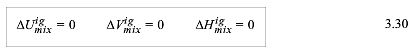 ΔU^{ig}_{mix} = 0 ΔV^{ig}_{mix} = 0 ΔH^{ig}_{mix} = 0 3.30